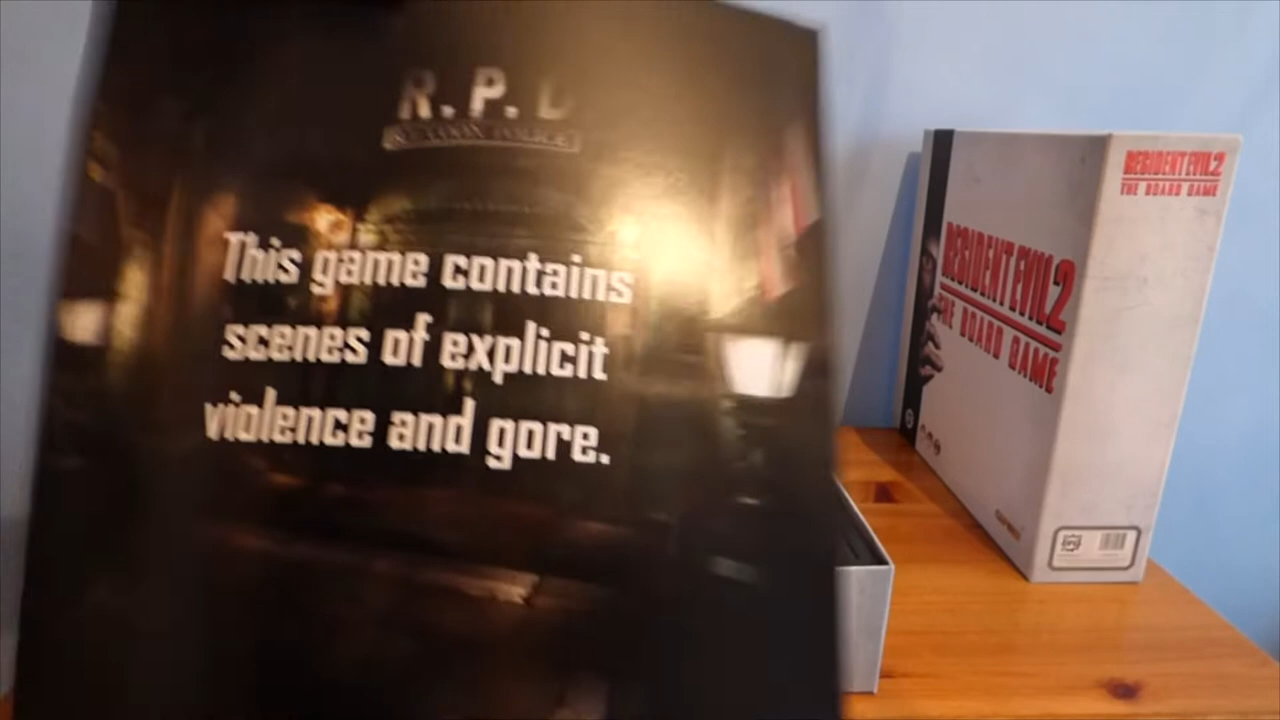 R.P.D
This game contains
scenes of explicit
violence and gore.
RESIDENT EVIL 2
THE BOARD GAME
RESIDENT EVIL 2
THE BOARD GAME